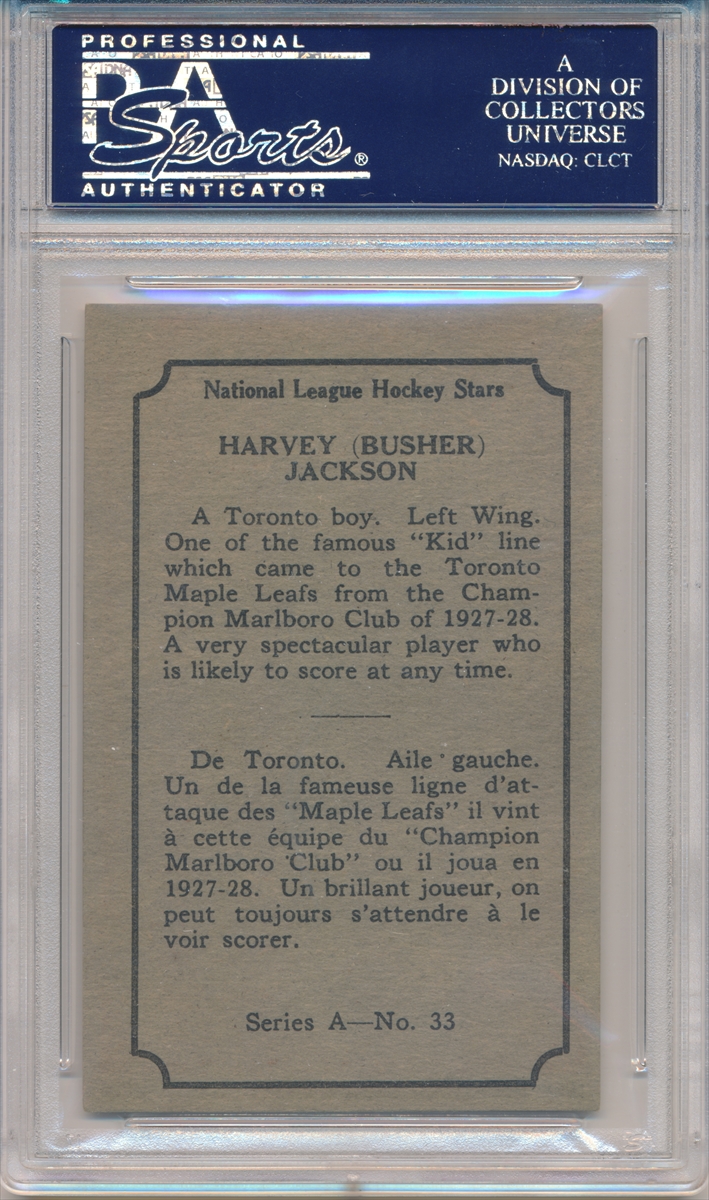 PROFESSIONAL
PSA
Sports®
AUTHENTICATOR
A
DIVISION OF
COLLECTORS
UNIVERSE
NASDAQ: CLCT
National League Hockey Stars
HARVEY (BUSHER)
JACKSON
A Toronto boy. Left Wing.
One of the famous "Kid" line
which came to the Toronto
Maple Leafs from the Cham-
pion Marlboro Club of 1927-28.
A very spectacular player who
is likely to score at any time.
De Toronto. Aile gauche.
Un de la fameuse ligne d'at-
taque des "Maple Leafs" il vint
à cette équipe du "Champion
Marlboro Club" ou il joua en
1927-28. Un brillant joueur, on
peut toujours s'attendre à le
voir scorer.
Series A—No. 33